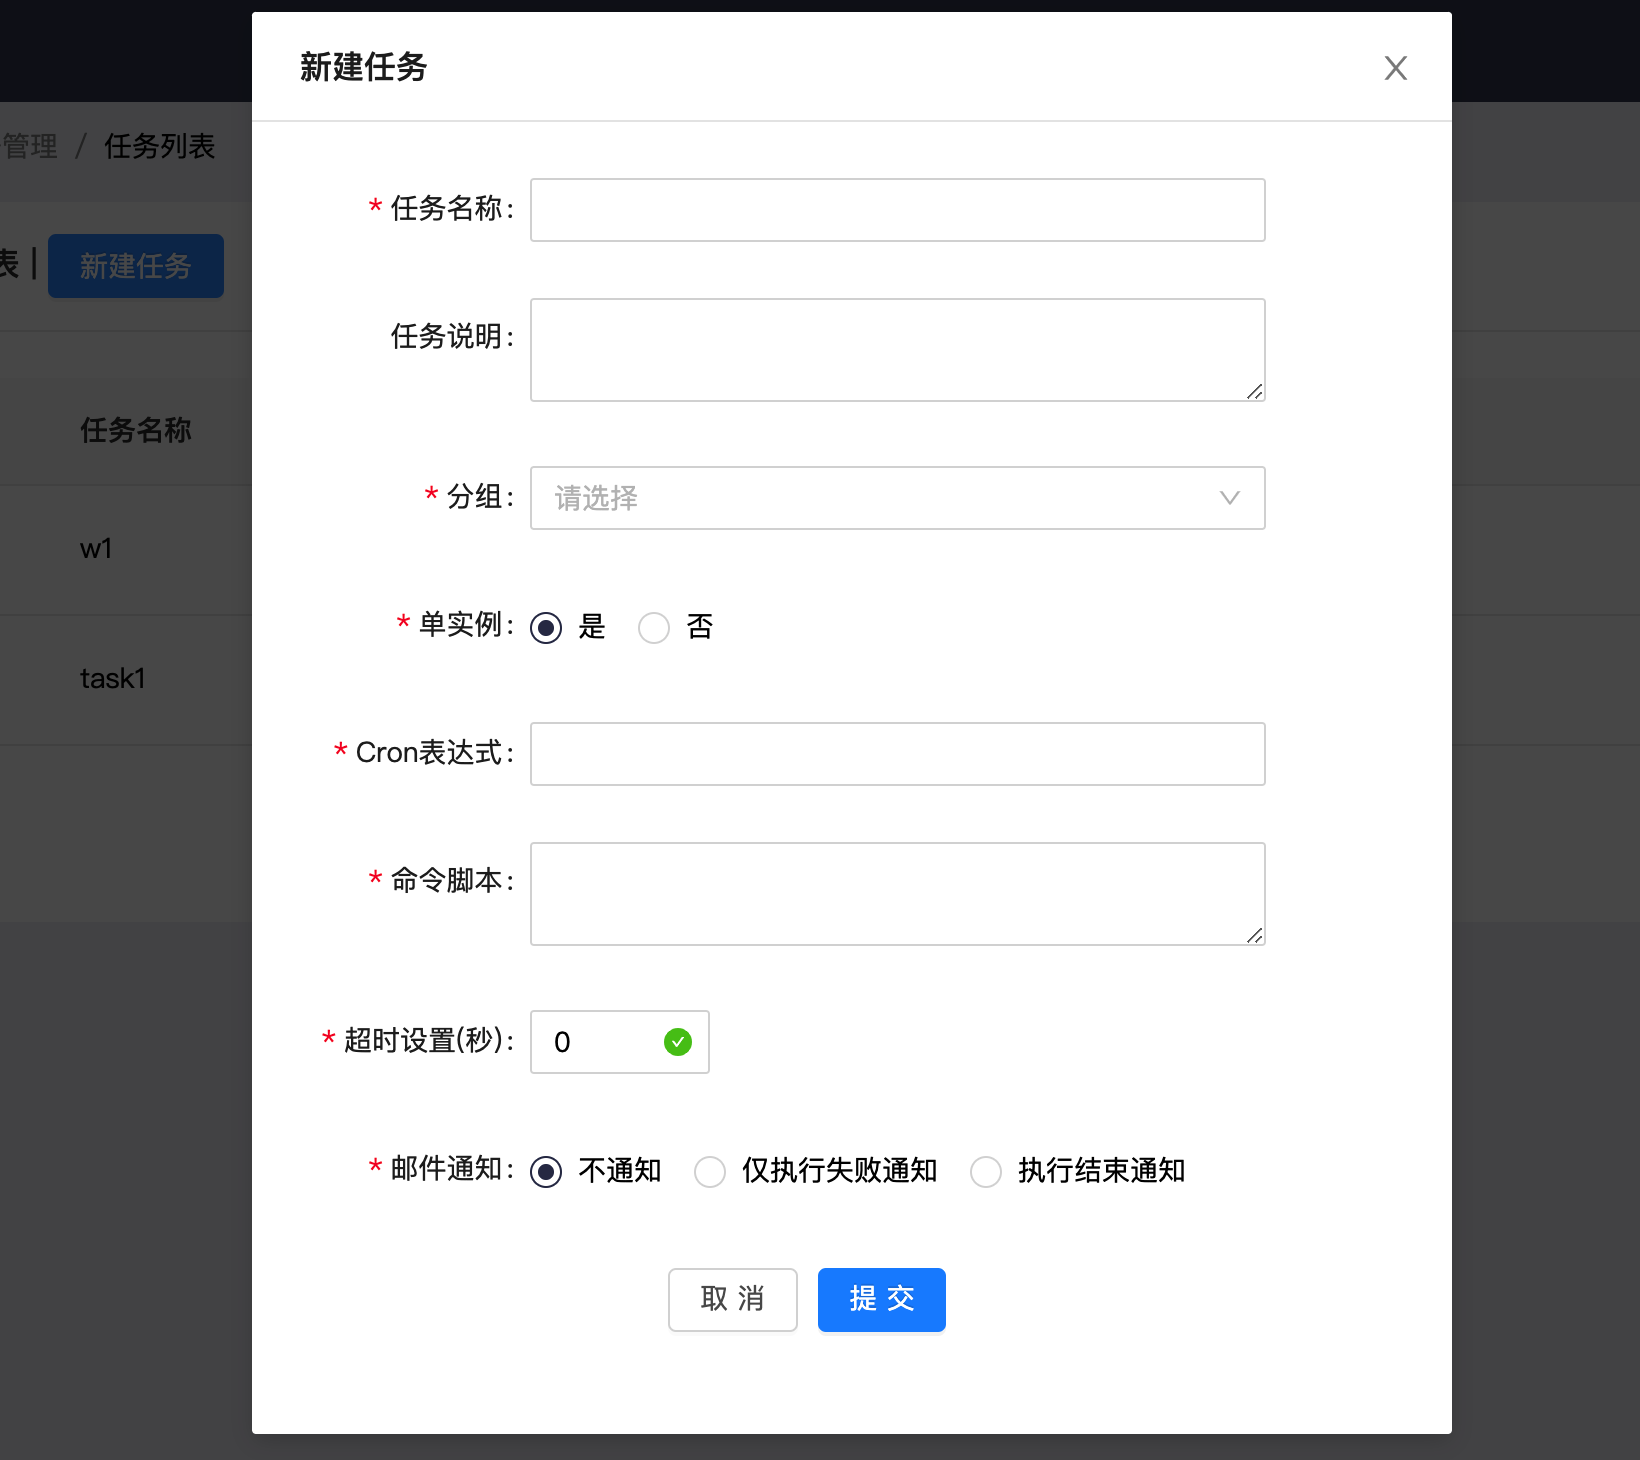 新建任务
X
管理 / 任务列表
表 | 新建任务
任务名称
w1
task1
* 任务名称:
任务说明:
* 分组: 请选择
* 单实例: 是 否
* Cron表达式:
* 命令脚本:
* 超时设置(秒): 0
* 邮件通知: 不通知 仅执行失败通知 执行结束通知
取 消 提 交